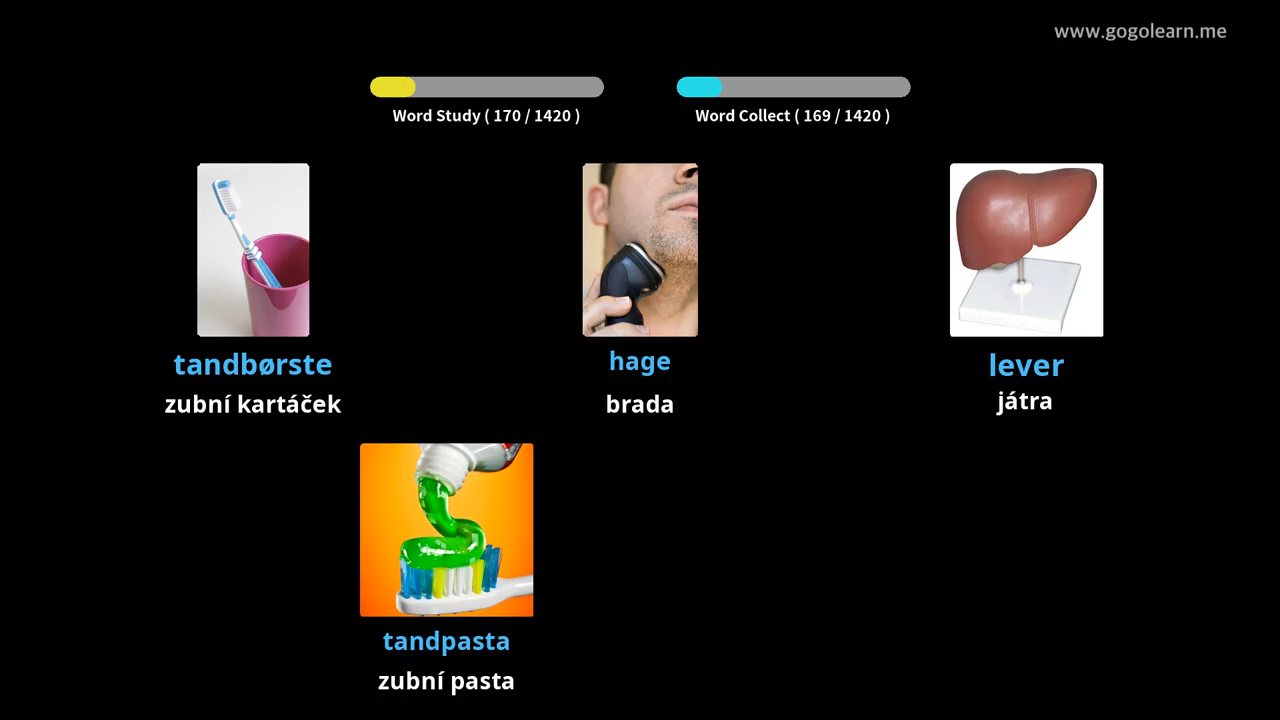 www.gogolearn.me
Word Study ( 170 / 1420 )
Word Collect ( 169 / 1420 )
tandbørste
zubní kartáček
hage
brada
lever
játra
tandpasta
zubní pasta